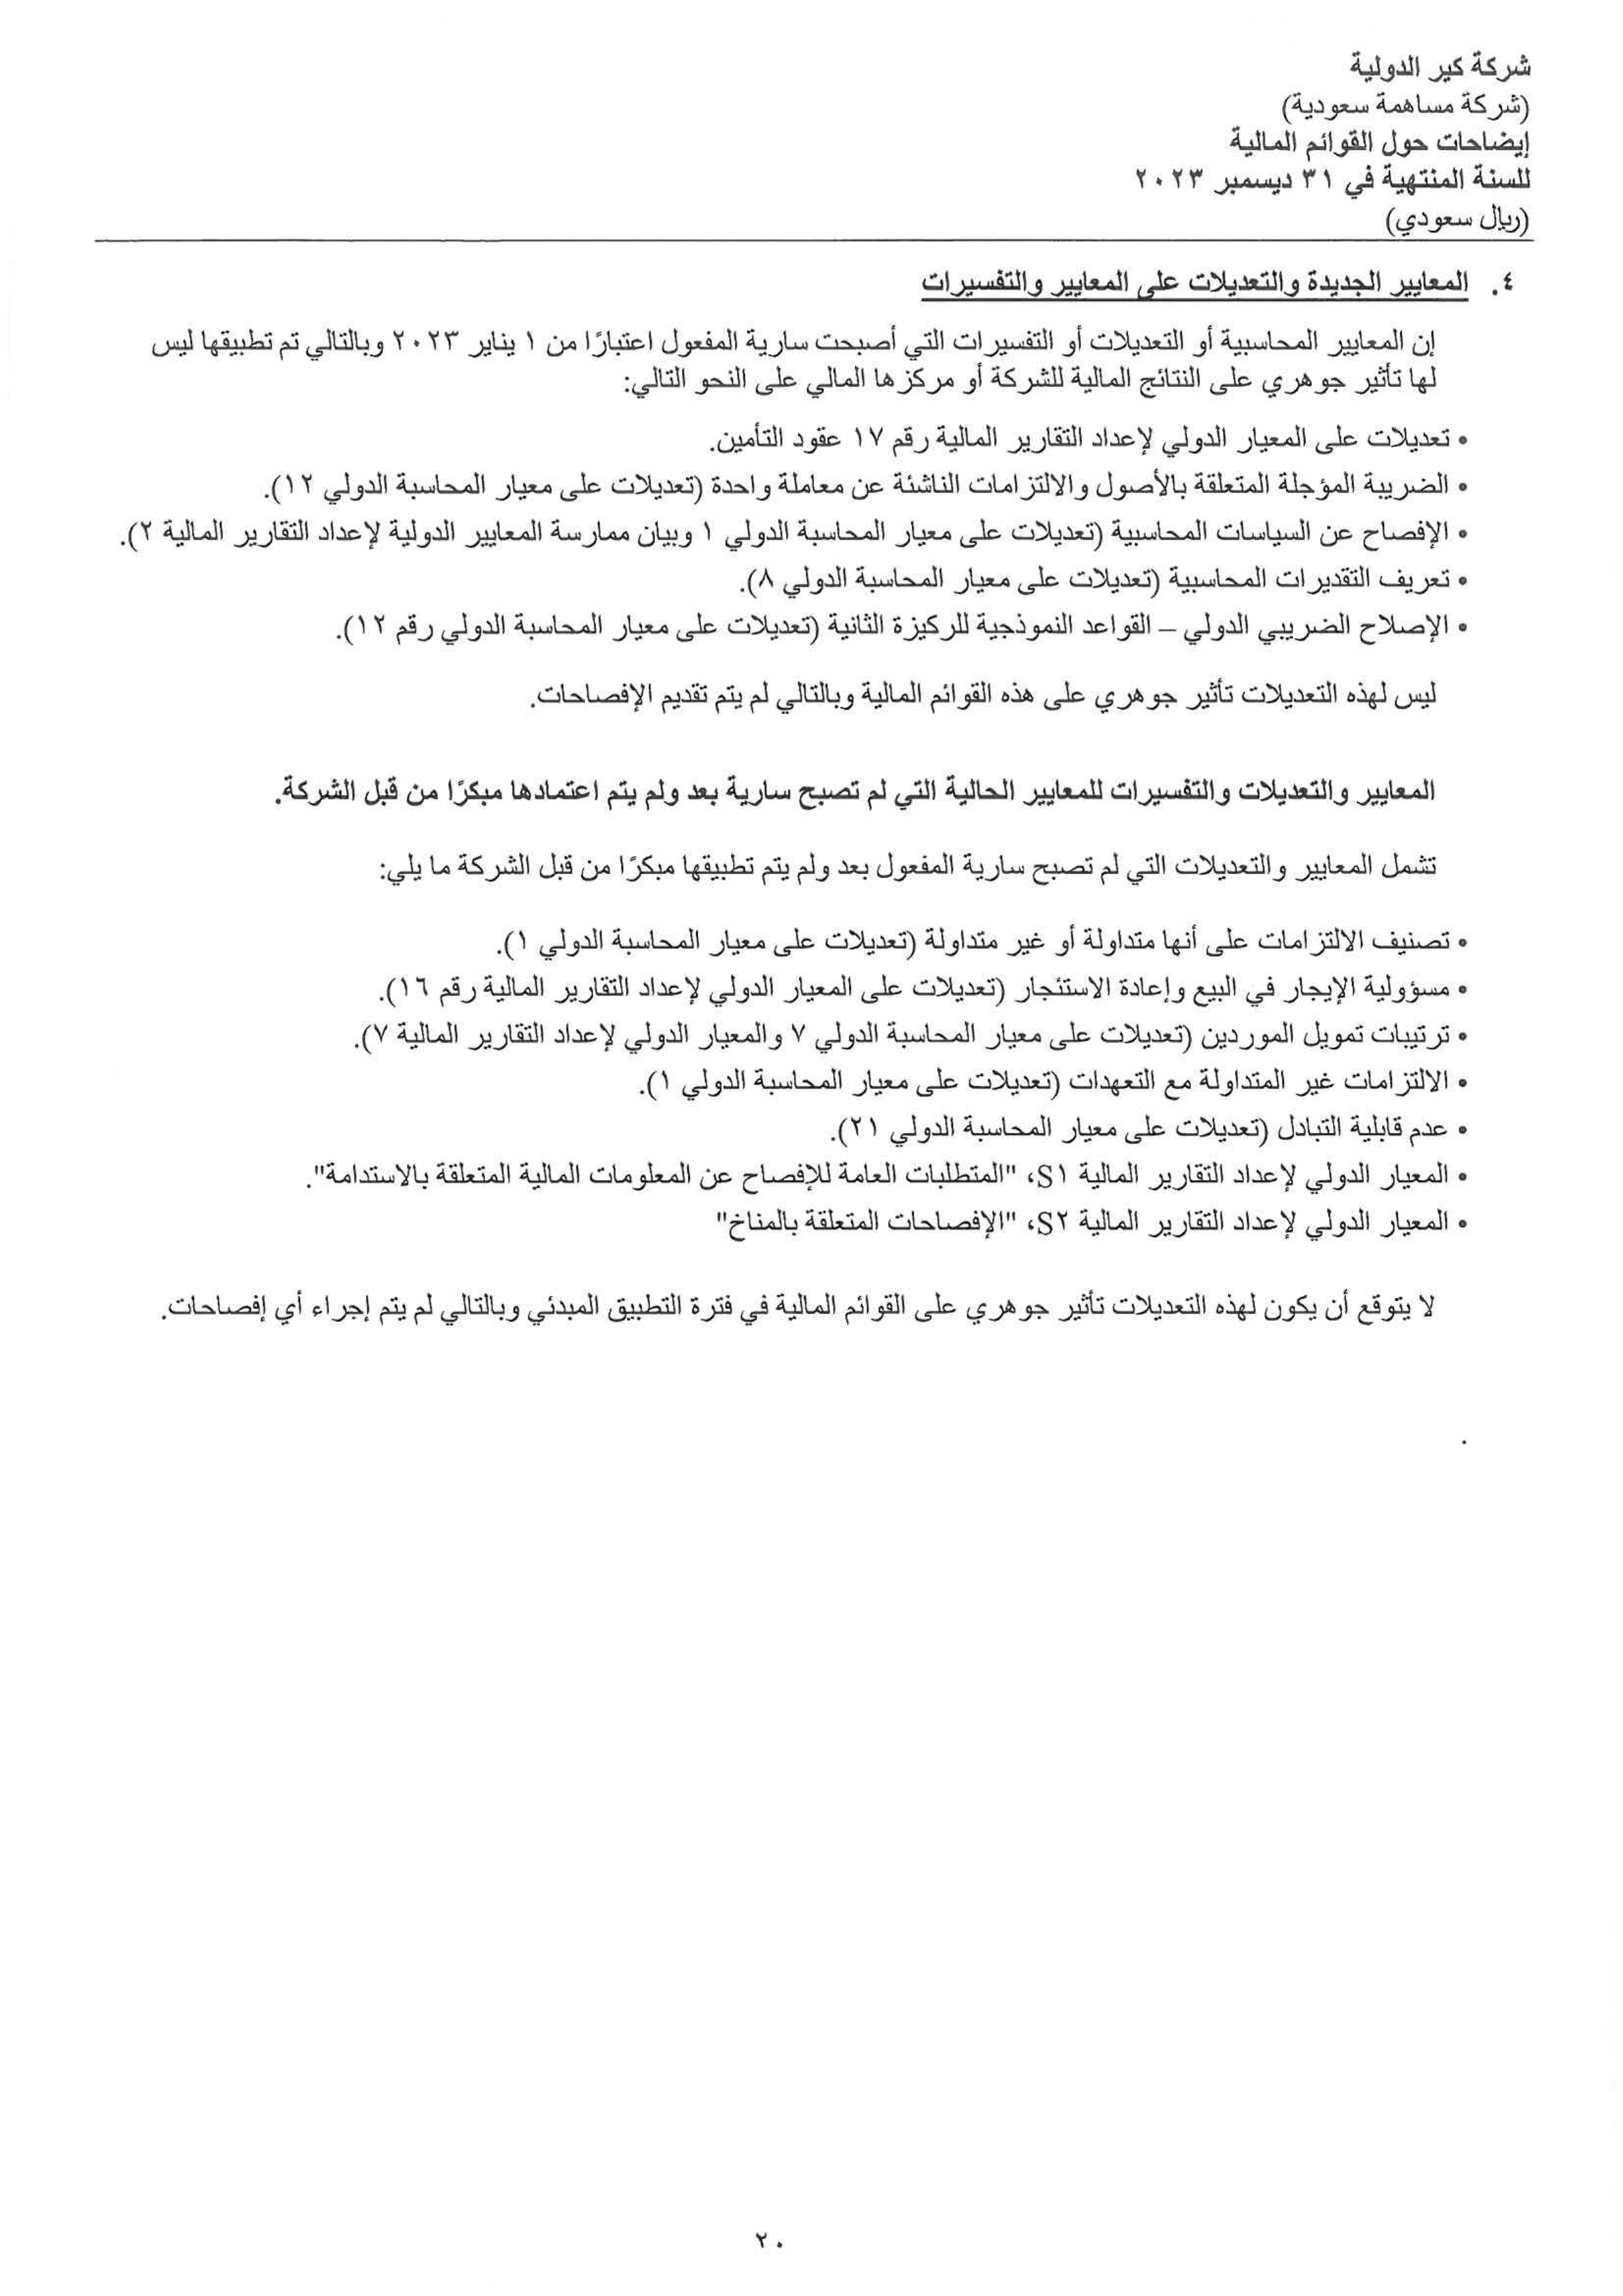 شركة كير الدولية
(شركة مساهمة سعودية)
إيضاحات حول القوائم المالية
للسنة المنتهية في ٣١ ديسمبر ٢٠٢٣
(ريال سعودي)
٤. المعايير الجديدة والتعديلات على المعايير والتفسيرات
إن المعايير المحاسبية أو التعديلات أو التفسيرات التي أصبحت سارية المفعول اعتبارًا من ١ يناير ٢٠٢٣ وبالتالي تم تطبيقها ليس
لها تأثير جوهري على النتائج المالية للشركة أو مركزها المالي على النحو التالي:
• تعديلات على المعيار الدولي لإعداد التقارير المالية رقم ١٧ عقود التأمين.
• الضريبة المؤجلة المتعلقة بالأصول والالتزامات الناشئة عن معاملة واحدة (تعديلات على معيار المحاسبة الدولي ١٢).
• الإفصاح عن السياسات المحاسبية (تعديلات على معيار المحاسبة الدولي ١ وبيان ممارسة المعايير الدولية لإعداد التقارير المالية ٢).
• تعريف التقديرات المحاسبية (تعديلات على معيار المحاسبة الدولي ٨).
• الإصلاح الضريبي الدولي – القواعد النموذجية للركيزة الثانية (تعديلات على معيار المحاسبة الدولي رقم ١٢).
ليس لهذه التعديلات تأثير جوهري على هذه القوائم المالية وبالتالي لم يتم تقديم الإفصاحات.
المعايير والتعديلات والتفسيرات للمعايير الحالية التي لم تصبح سارية بعد ولم يتم اعتمادها مبكرًا من قبل الشركة.
تشمل المعايير والتعديلات التي لم تصبح سارية المفعول بعد ولم يتم تطبيقها مبكرًا من قبل الشركة ما يلي:
• تصنيف الالتزامات على أنها متداولة أو غير متداولة (تعديلات على معيار المحاسبة الدولي ١).
• مسؤولية الإيجار في البيع وإعادة الاستئجار (تعديلات على المعيار الدولي لإعداد التقارير المالية رقم ١٦).
• ترتيبات تمويل الموردين (تعديلات على معيار المحاسبة الدولي ٧ والمعيار الدولي لإعداد التقارير المالية ٧).
• الالتزامات غير المتداولة مع التعهدات (تعديلات على معيار المحاسبة الدولي ١).
• عدم قابلية التبادل (تعديلات على معيار المحاسبة الدولي ٢١).
• المعيار الدولي لإعداد التقارير المالية S١، "المتطلبات العامة للإفصاح عن المعلومات المالية المتعلقة بالاستدامة".
• المعيار الدولي لإعداد التقارير المالية S٢، "الإفصاحات المتعلقة بالمناخ"
لا يتوقع أن يكون لهذه التعديلات تأثير جوهري على القوائم المالية في فترة التطبيق المبدئي وبالتالي لم يتم إجراء أي إفصاحات.
.
٢٠